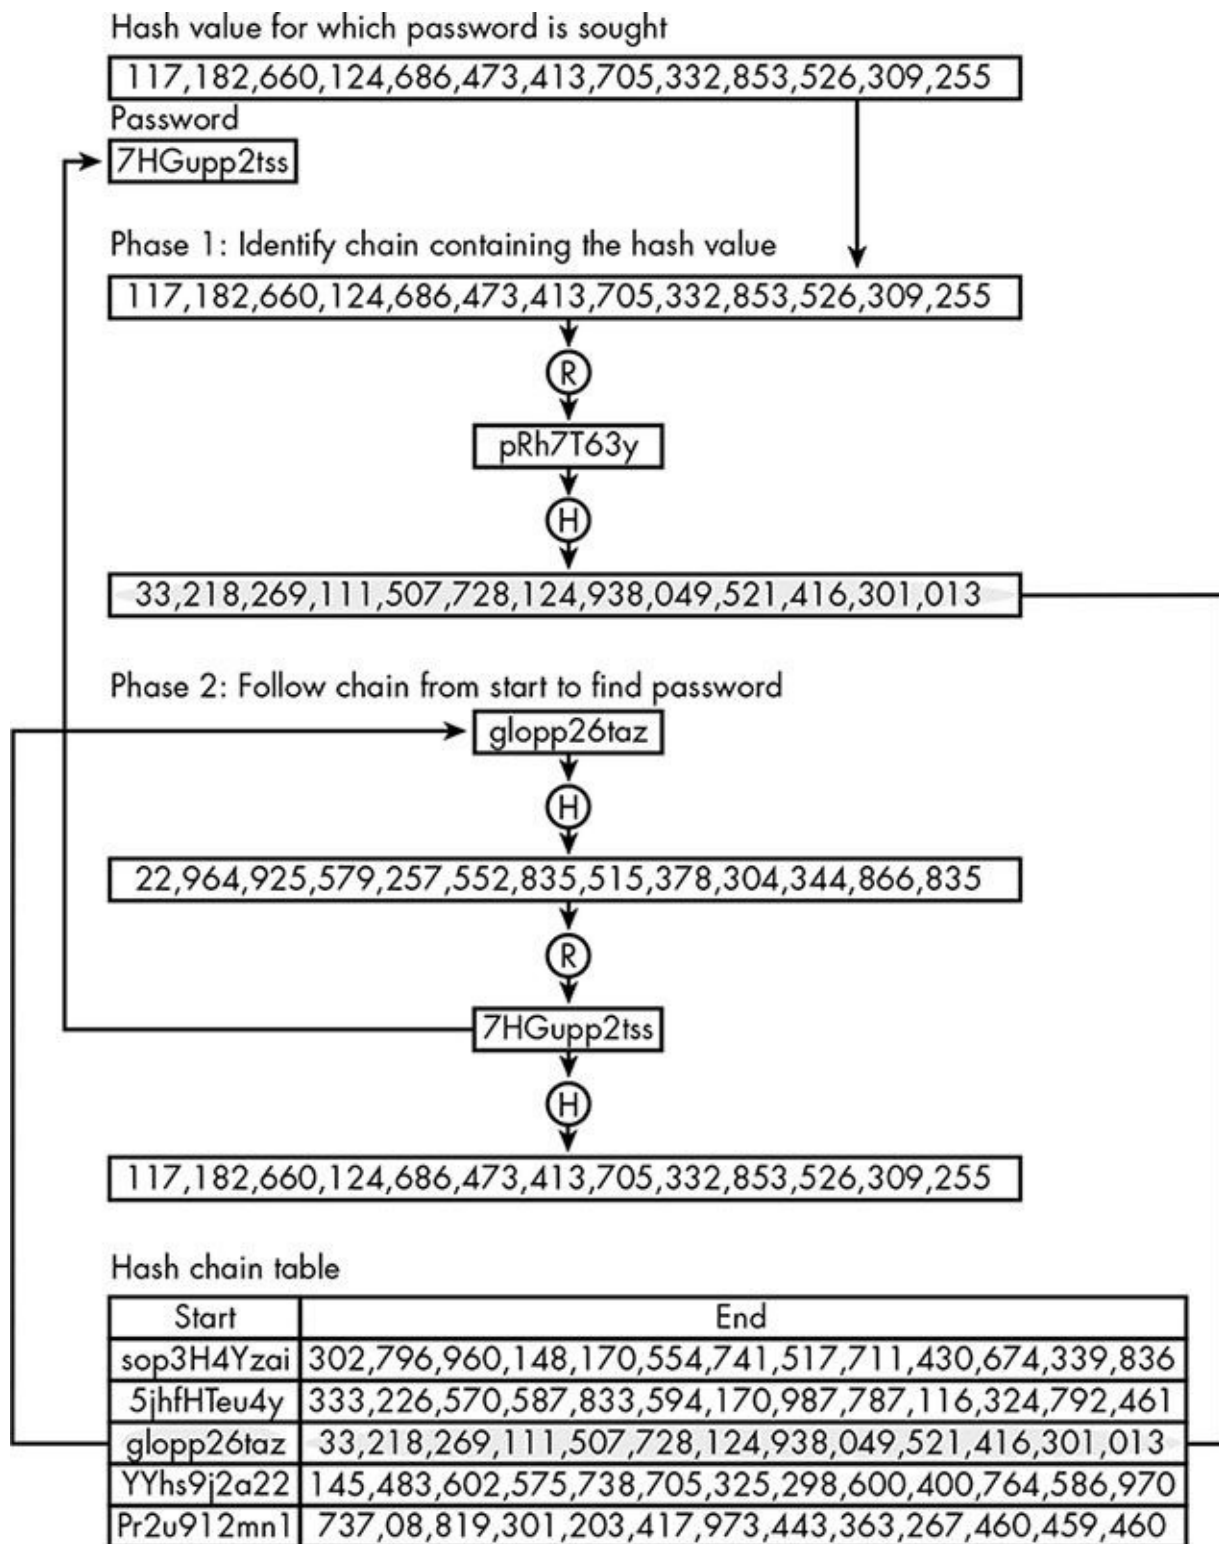 Hash value for which password is sought
117,182,660,124,686,473,413,705,332,853,526,309,255
Password
7HGupp2tss
Phase 1: Identify chain containing the hash value
117,182,660,124,686,473,413,705,332,853,526,309,255
R
pRh7T63y
H
33,218,269,111,507,728,124,938,049,521,416,301,013
Phase 2: Follow chain from start to find password
glopp26taz
H
22,964,925,579,257,552,835,515,378,304,344,866,835
R
7HGupp2tss
H
117,182,660,124,686,473,413,705,332,853,526,309,255
Hash chain table
Start End
sop3H4Yzai 302,796,960,148,170,554,741,517,711,430,674,339,836
5jhfHTeu4y 333,226,570,587,833,594,170,987,787,116,324,792,461
glopp26taz 33,218,269,111,507,728,124,938,049,521,416,301,013
YYhs9j2a22 145,483,602,575,738,705,325,298,600,400,764,586,970
Pr2u912mn1 737,08,819,301,203,417,973,443,363,267,460,459,460